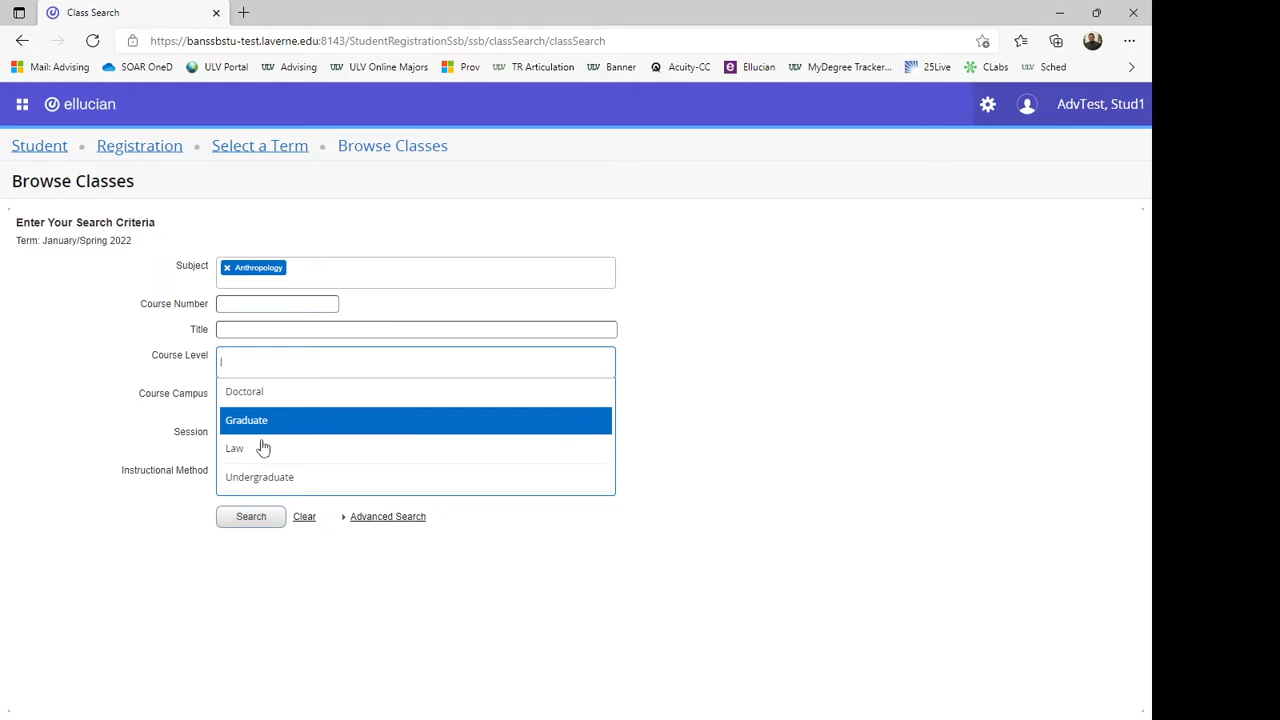 Class Search
https://banssbstu-test.laverne.edu:8143/StudentRegistrationSsb/ssb/classSearch/classSearch
Mail: Advising SOAR OneD ULV Portal Advising ULV Online Majors Prov TR Articulation Banner Acuity-CC Ellucian MyDegree Tracker... 25Live CLabs Sched
ellucian AdvTest, Stud1
Student • Registration • Select a Term • Browse Classes
Browse Classes
Enter Your Search Criteria
Term: January/Spring 2022
Subject Anthropology
Course Number
Title
Course Level
Doctoral
Course Campus
Graduate
Session
Law
Instructional Method
Undergraduate
Search Clear Advanced Search